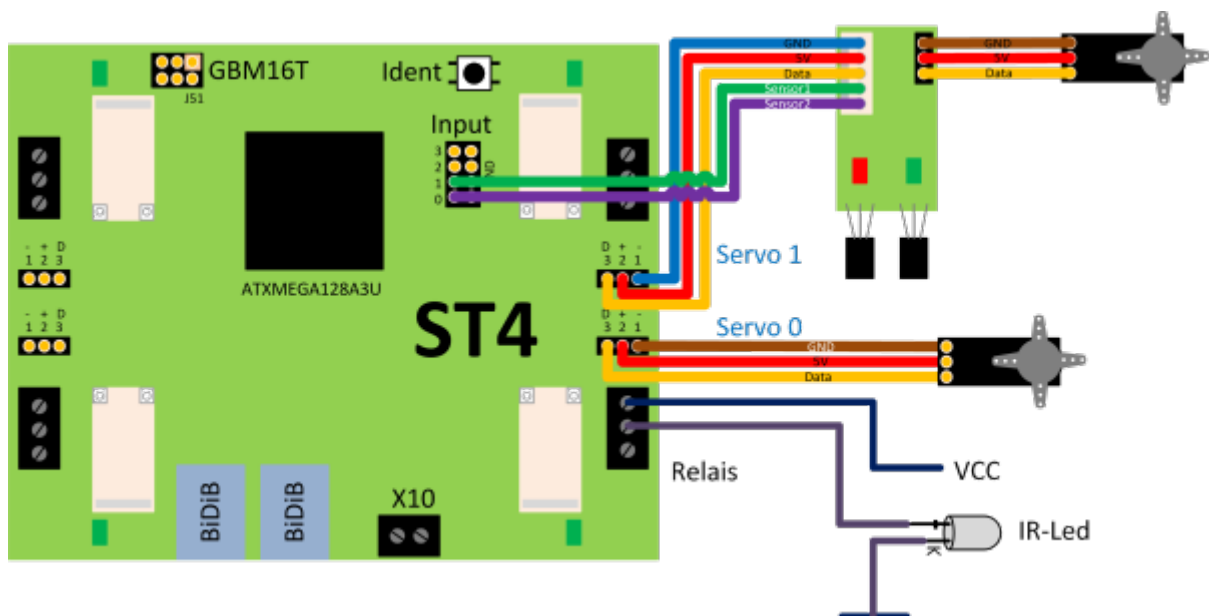 GBM16T
J51
Ident
Input
3
2
1
0
ND
ATXMEGA128A3U
ST4
- + D
1 2 3
- + D
1 2 3
D + -
3 2 1
D + -
3 2 1
GND
5V
Data
Sensor1
Sensor2
GND
5V
Data
Servo 1
Servo 0
GND
5V
Data
Relais
VCC
IR-Led
K
X10
BiDiB
BiDiB